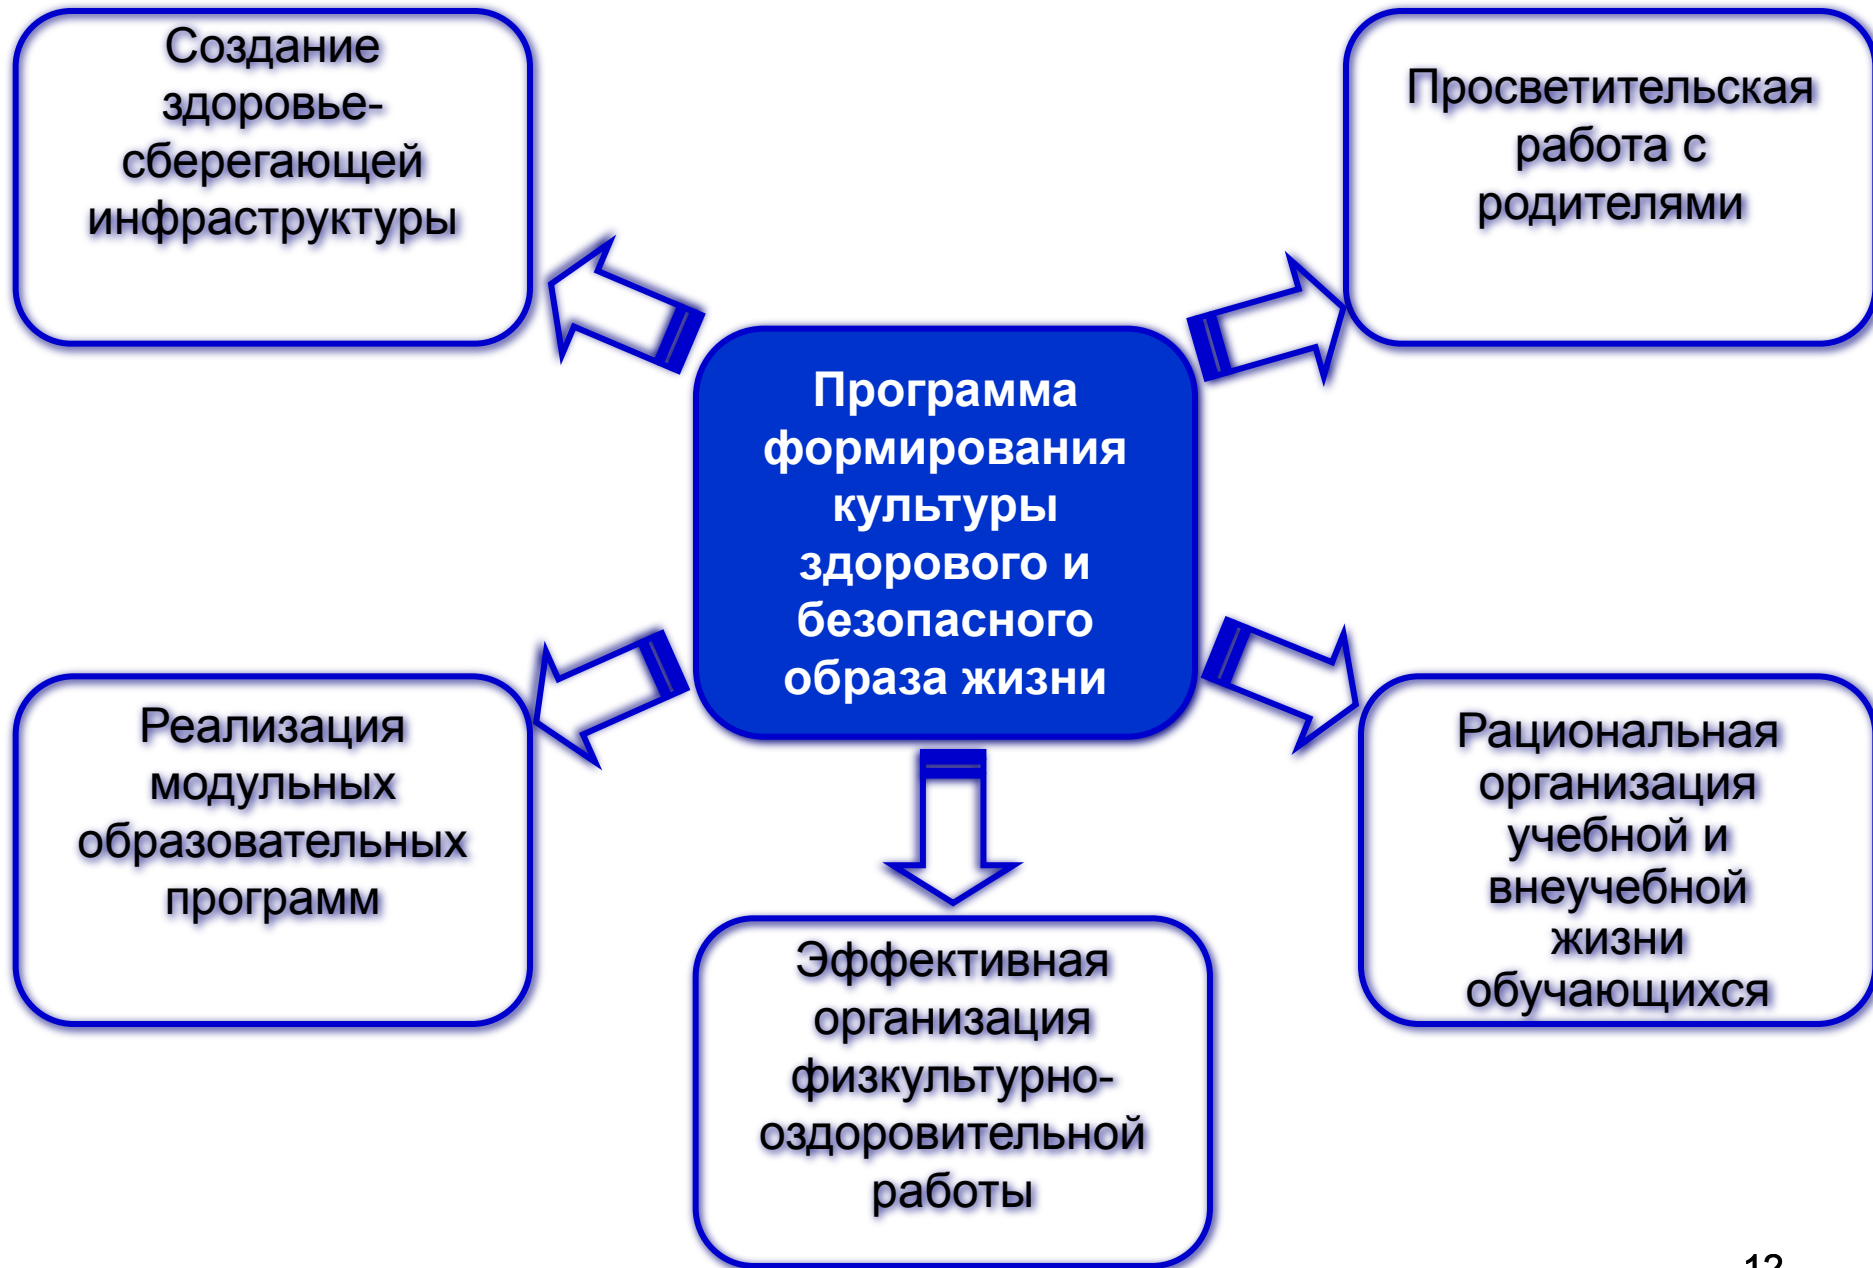 Создание
здоровье-
сберегающей
инфраструктуры
Просветительская
работа с
родителями
Программа
формирования
культуры
здорового и
безопасного
образа жизни
Реализация
модульных
образовательных
программ
Рациональная
организация
учебной и
внеучебной
жизни
обучающихся
Эффективная
организация
физкультурно-
оздоровительной
работы
12